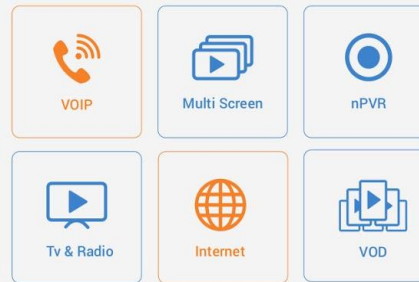 VOIP
Multi Screen
nPVR
Tv & Radio
Internet
VOD